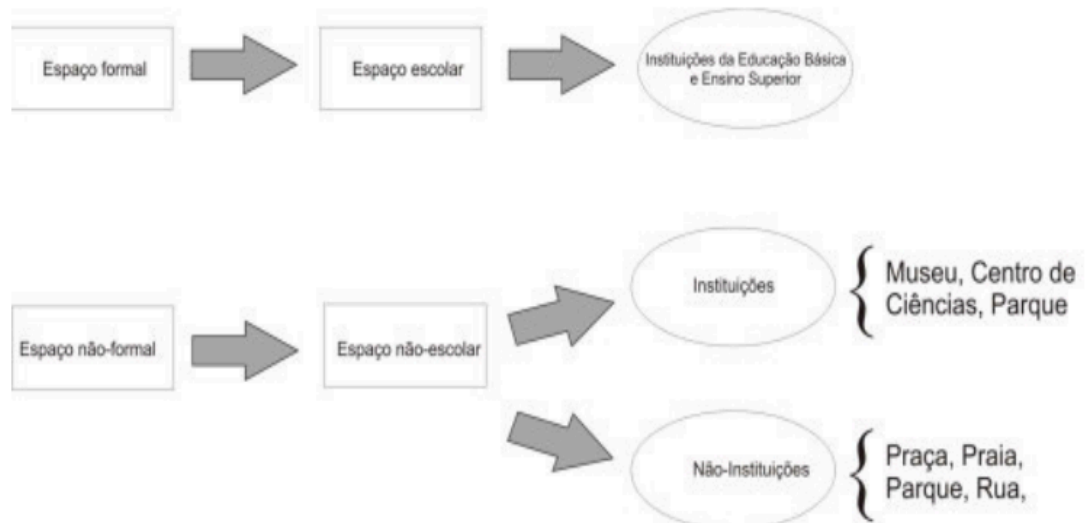 Espaço formal
Espaço escolar
Instituições da Educação Básica
e Ensino Superior
Espaço não-formal
Espaço não-escolar
Instituições
Museu, Centro de
Ciências, Parque
Não-Instituições
Praça, Praia,
Parque, Rua,